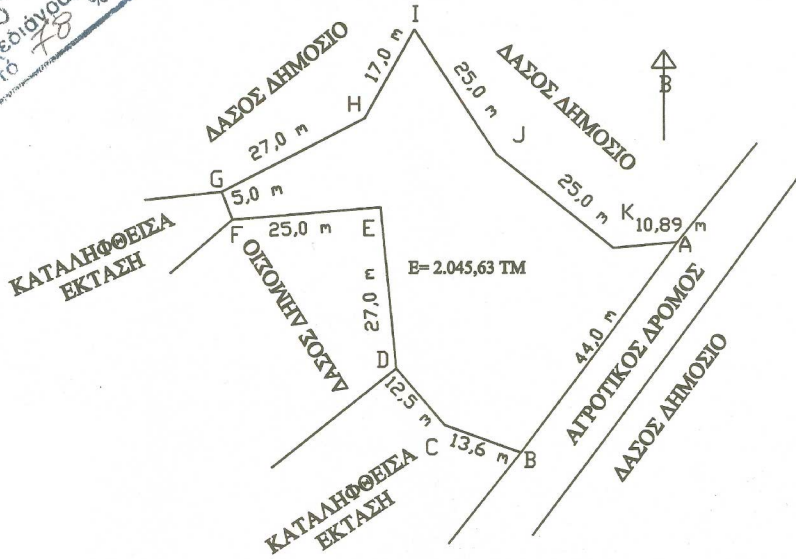 78
I
17,0 m
25,0 m
ΔΑΣΟΣ ΔΗΜΟΣΙΟ
ΔΑΣΟΣ ΔΗΜΟΣΙΟ
B
H
J
27,0 m
G
5,0 m
25,0 m
K
10,89 m
A
F
25,0 m
E
ΚΑΤΑΛΗΦΘΕΙΣΑ
ΕΚΤΑΣΗ
ΔΑΣΟΣ ΔΗΜΟΣΙΟ
27,0 m
E= 2.045,63 ΤΜ
44,0 m
ΑΓΡΟΤΙΚΟΣ ΔΡΟΜΟΣ
ΔΑΣΟΣ ΔΗΜΟΣΙΟ
D
12,5 m
C
13,6 m
B
ΚΑΤΑΛΗΦΘΕΙΣΑ
ΕΚΤΑΣΗ